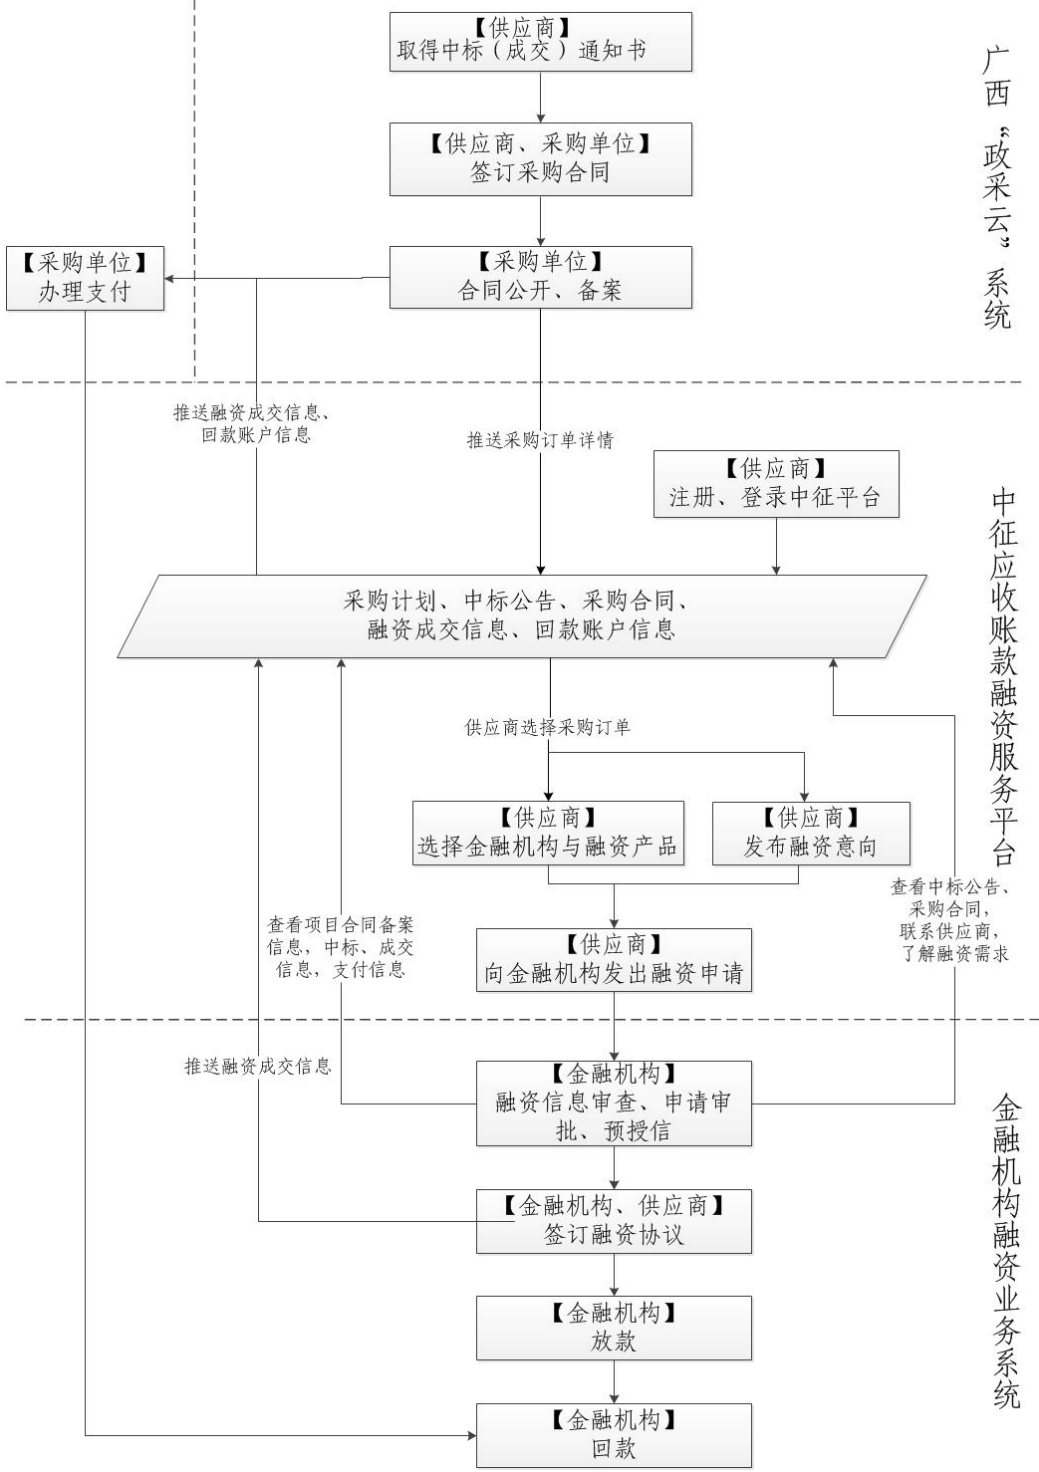 【供应商】
取得中标（成交）通知书
【供应商、采购单位】
签订采购合同
【采购单位】
办理支付
【采购单位】
合同公开、备案
广西“政采云”系统
推送融资成交信息、
回款账户信息
推送采购订单详情
【供应商】
注册、登录中征平台
采购计划、中标公告、采购合同、
融资成交信息、回款账户信息
供应商选择采购订单
【供应商】
选择金融机构与融资产品
【供应商】
发布融资意向
中征应收账款融资服务平台
查看中标公告、
采购合同，
联系供应商，
了解融资需求
查看项目合同备案
信息，中标、成交
信息，支付信息
【供应商】
向金融机构发出融资申请
推送融资成交信息
【金融机构】
融资信息审查、申请审
批、预授信
【金融机构、供应商】
签订融资协议
【金融机构】
放款
【金融机构】
回款
金融机构融资业务系统